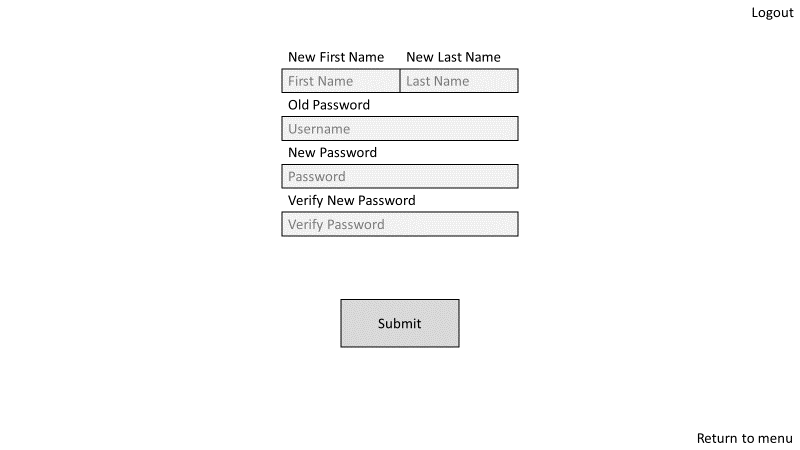 Logout
New First Name New Last Name
First Name Last Name
Old Password
Username
New Password
Password
Verify New Password
Verify Password
Submit
Return to menu